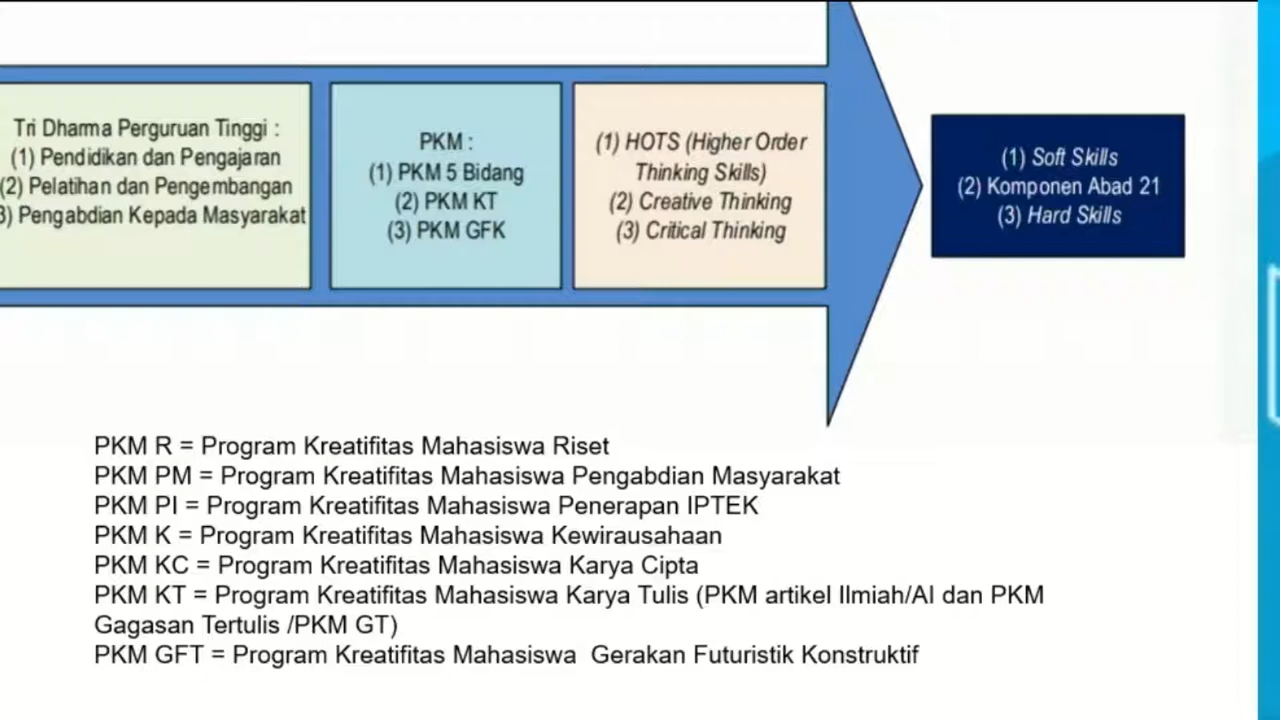 Tri Dharma Perguruan Tinggi :
(1) Pendidikan dan Pengajaran
(2) Pelatihan dan Pengembangan
3) Pengabdian Kepada Masyarakat
PKM :
(1) PKM 5 Bidang
(2) PKM KT
(3) PKM GFK
(1) HOTS (Higher Order
Thinking Skills)
(2) Creative Thinking
(3) Critical Thinking
(1) Soft Skills
(2) Komponen Abad 21
(3) Hard Skills
PKM R = Program Kreatifitas Mahasiswa Riset
PKM PM = Program Kreatifitas Mahasiswa Pengabdian Masyarakat
PKM PI = Program Kreatifitas Mahasiswa Penerapan IPTEK
PKM K = Program Kreatifitas Mahasiswa Kewirausahaan
PKM KC = Program Kreatifitas Mahasiswa Karya Cipta
PKM KT = Program Kreatifitas Mahasiswa Karya Tulis (PKM artikel Ilmiah/AI dan PKM
Gagasan Tertulis /PKM GT)
PKM GFT = Program Kreatifitas Mahasiswa  Gerakan Futuristik Konstruktif